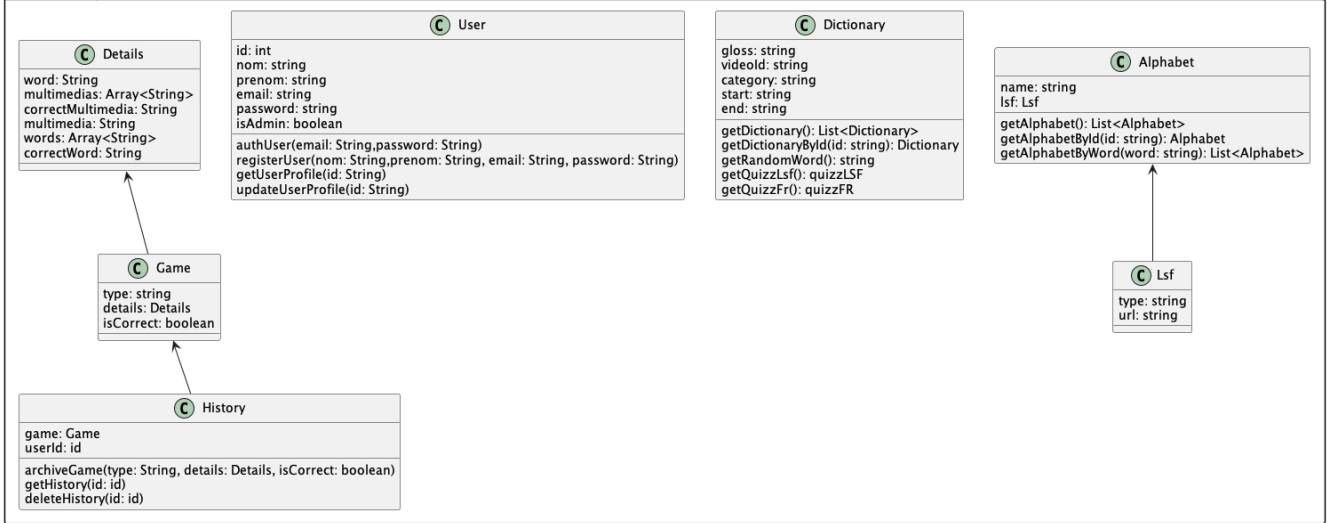 C Details
word: String
multimedias: Array<String>
correctMultimedia: String
multimedia: String
words: Array<String>
correctWord: String
C User
id: int
nom: string
prenom: string
email: string
password: string
isAdmin: boolean
authUser(email: String,password: String)
registerUser(nom: String,prenom: String, email: String, password: String)
getUserProfile(id: String)
updateUserProfile(id: String)
C Dictionary
gloss: string
videoId: string
category: string
start: string
end: string
getDictionary(): List<Dictionary>
getDictionaryById(id: string): Dictionary
getRandomWord(): string
getQuizzLsf(): quizzLSF
getQuizzFr(): quizzFR
C Alphabet
name: string
lsf: Lsf
getAlphabet(): List<Alphabet>
getAlphabetById(id: string): Alphabet
getAlphabetByWord(word: string): List<Alphabet>
C Game
type: string
details: Details
isCorrect: boolean
C Lsf
type: string
url: string
C History
game: Game
userId: id
archiveGame(type: String, details: Details, isCorrect: boolean)
getHistory(id: id)
deleteHistory(id: id)